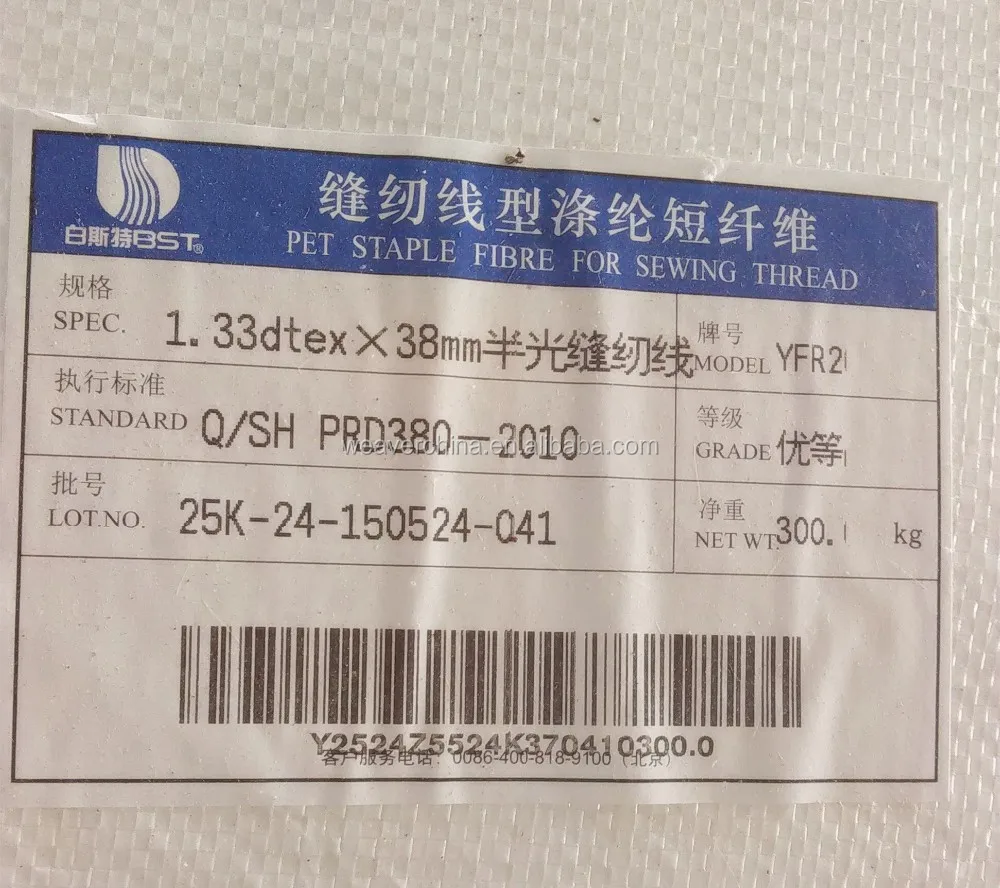 白斯特BST®
缝纫线型涤纶短纤维
PET STAPLE FIBRE FOR SEWING THREAD
规格
SPEC.
1.33dtex×38mm半光缝纫线
牌号
MODEL YFR2
执行标准
STANDARD Q/SH PRD380—2010
等级
GRADE 优等
weaverchina.en.alibaba.com
批号
LOT.NO. 25K-24-150524-Q41
净重
NET WT. 300. kg
Y2524Z5524K370410300.0
客户服务电话：0086-400-818-9100（北京）